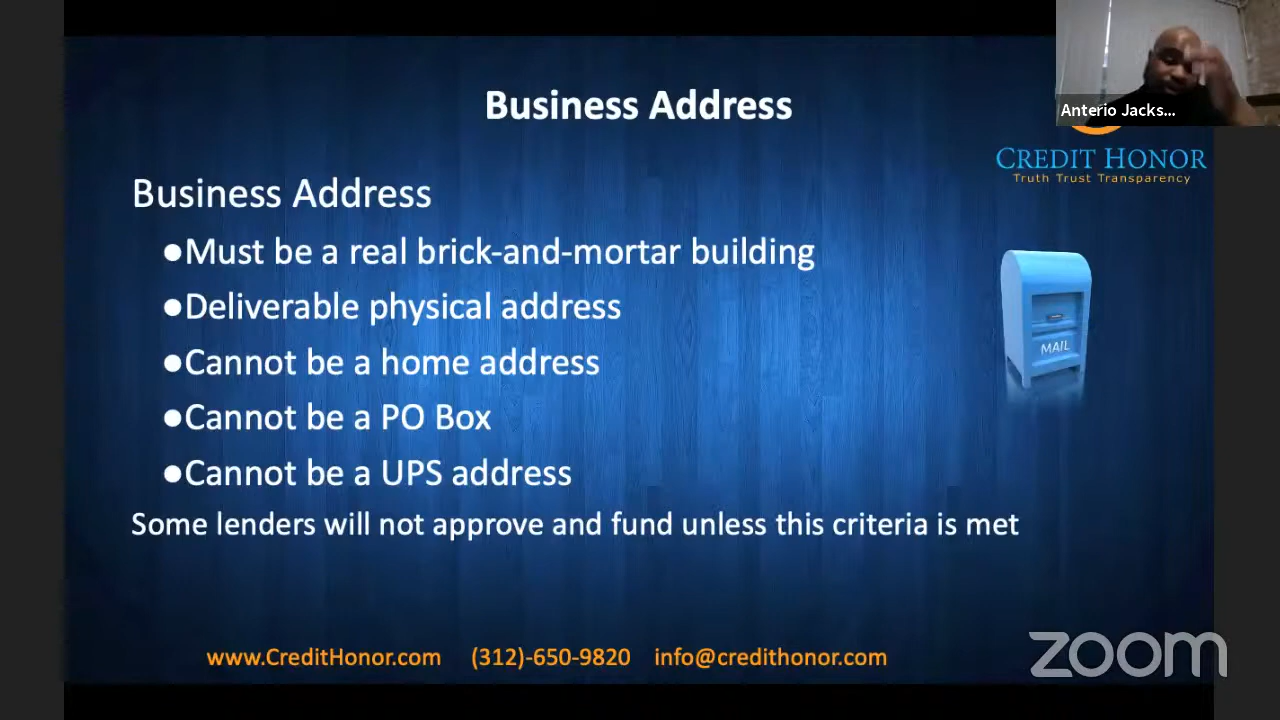 Business Address
Anterio Jacks...
CREDIT HONOR
Truth Trust Transparency
Business Address
●Must be a real brick-and-mortar building
●Deliverable physical address
●Cannot be a home address
●Cannot be a PO Box
●Cannot be a UPS address
Some lenders will not approve and fund unless this criteria is met
MAIL
www.CreditHonor.com (312)-650-9820 info@credithonor.com
zoom